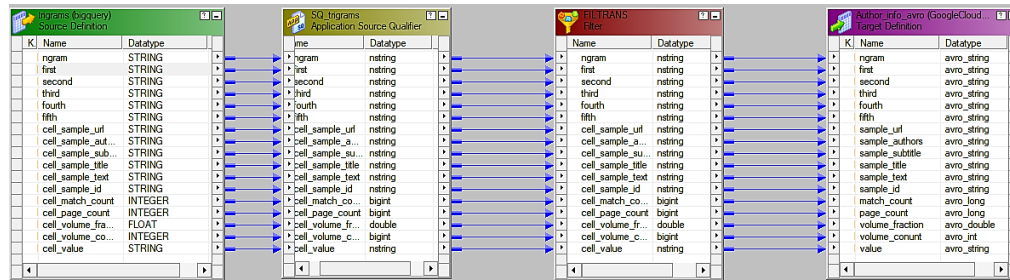 trigrams (bigquery)
Source Definition
K. Name Datatype
ngram STRING
first STRING
second STRING
third STRING
fourth STRING
fifth STRING
cell_sample_url STRING
cell_sample_aut... STRING
cell_sample_sub... STRING
cell_sample_title STRING
cell_sample_text STRING
cell_sample_id STRING
cell_match_count INTEGER
cell_page_count INTEGER
cell_volume_fra... FLOAT
cell_volume_co... INTEGER
cell_value STRING
SQ_trigrams
Application Source Qualifier
me Datatype
ngram nstring
first nstring
second nstring
third nstring
fourth nstring
fifth nstring
cell_sample_url nstring
cell_sample_a... nstring
cell_sample_su... nstring
cell_sample_title nstring
cell_sample_text nstring
cell_sample_id nstring
cell_match_co... bigint
cell_page_count bigint
cell_volume_fr... double
cell_volume_c... bigint
cell_value nstring
FILTRANS
Filter
Name Datatype
ngram nstring
first nstring
second nstring
third nstring
fourth nstring
fifth nstring
cell_sample_url nstring
cell_sample_a... nstring
cell_sample_su... nstring
cell_sample_title nstring
cell_sample_text nstring
cell_sample_id nstring
cell_match_co... bigint
cell_page_count bigint
cell_volume_fr... double
cell_volume_c... bigint
cell_value nstring
Author_info_avro (GoogleCloud...
Target Definition
K. Name Datatype
ngram avro_string
first avro_string
second avro_string
third avro_string
fourth avro_string
fifth avro_string
sample_url avro_string
sample_authors avro_string
sample_subtitle avro_string
sample_title avro_string
sample_text avro_string
sample_id avro_string
match_count avro_long
page_count avro_long
volume_fraction avro_double
volume_conunt avro_int
value avro_string